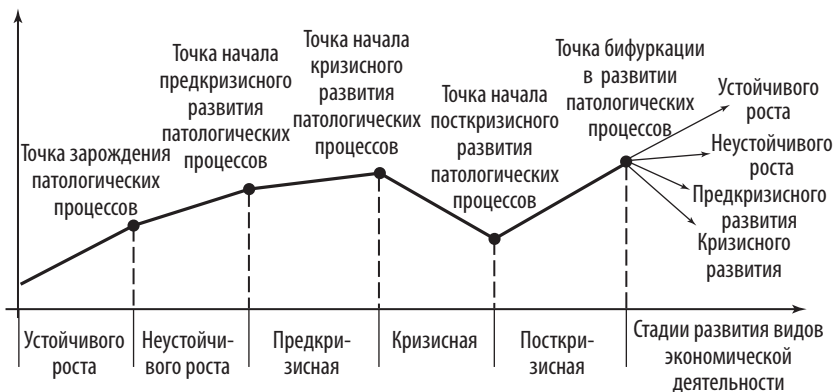 Точка зарождения
патологических
процессов
Точка начала
предкризисного
развития
патологических
процессов
Точка начала
кризисного
развития
патологических
процессов
Точка начала
посткризисного
развития
патологических
процессов
Точка бифуркации
в развитии
патологических
процессов
Устойчивого
роста
Неустойчивого
роста
Предкризисного
развития
Кризисного
развития
Устойчивого
роста
Неустойчи-
вого роста
Предкри-
зисная
Кризисная
Посткри-
зисная
Стадии развития видов
экономической
деятельности